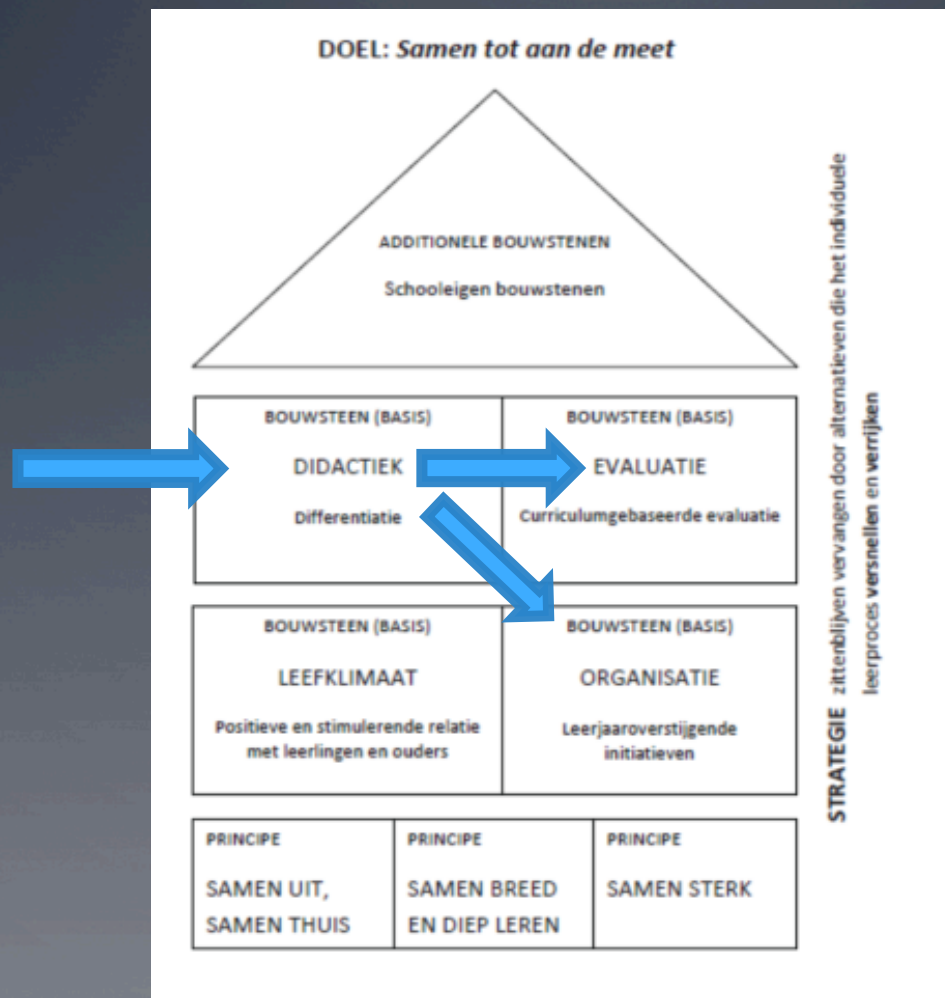 DOEL: Samen tot aan de meet
ADDITIONELE BOUWSTENEN
Schooleigen bouwstenen
BOUWSTEEN (BASIS)
DIDACTIEK
Differentiatie
BOUWSTEEN (BASIS)
EVALUATIE
Curriculumgebaseerde evaluatie
BOUWSTEEN (BASIS)
LEEFKLIMAAT
Positieve en stimulerende relatie
met leerlingen en ouders
BOUWSTEEN (BASIS)
ORGANISATIE
Leerjaaroverstijgende
initiatieven
PRINCIPE
SAMEN UIT,
SAMEN THUIS
PRINCIPE
SAMEN BREED
EN DIEP LEREN
PRINCIPE
SAMEN STERK
STRATEGIE zittenblijven vervangen door alternatieven die het individuele
leerproces versnellen en verrijken